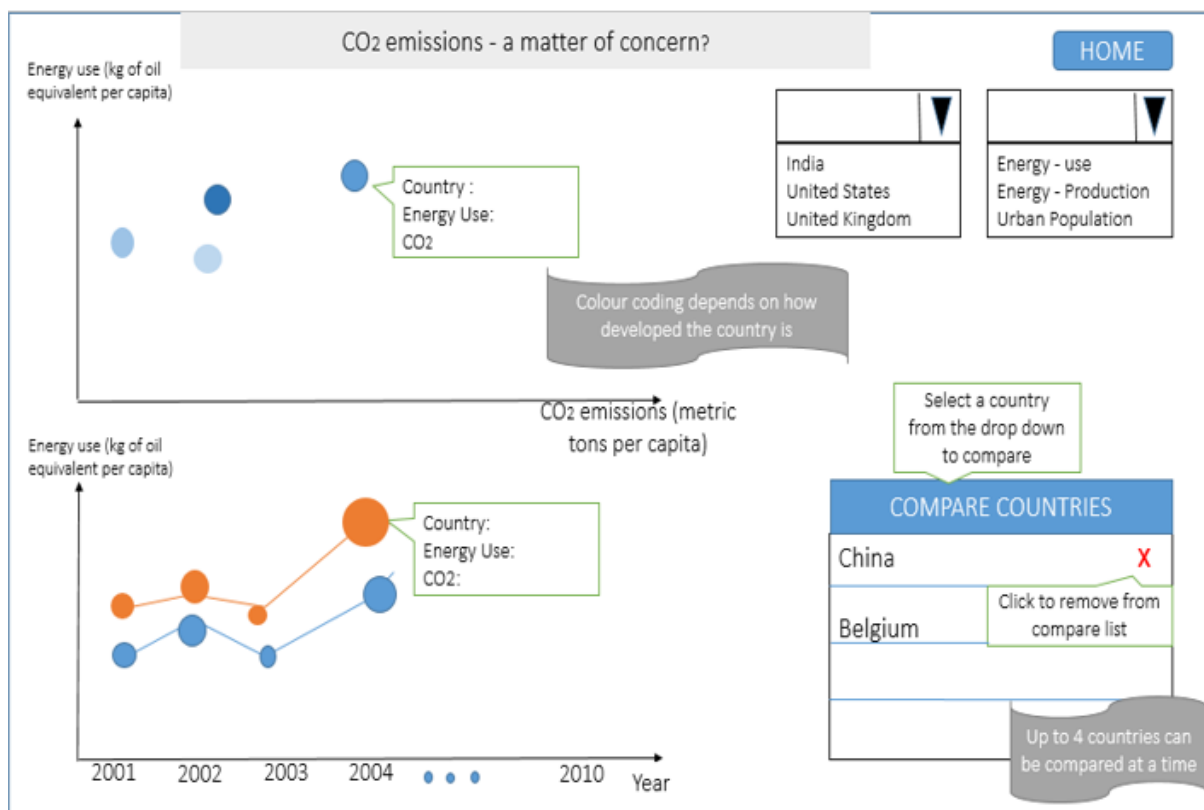 CO2 emissions - a matter of concern?
HOME
Energy use (kg of oil
equivalent per capita)
India
United States
United Kingdom
Energy - use
Energy - Production
Urban Population
Country :
Energy Use:
CO2
Colour coding depends on how
developed the country is
CO2 emissions (metric
tons per capita)
Select a country
from the drop down
to compare
Energy use (kg of oil
equivalent per capita)
Country:
Energy Use:
CO2:
COMPARE COUNTRIES
China
X
Click to remove from
compare list
Belgium
Up to 4 countries can
be compared at a time
2001 2002 2003 2004 2010 Year